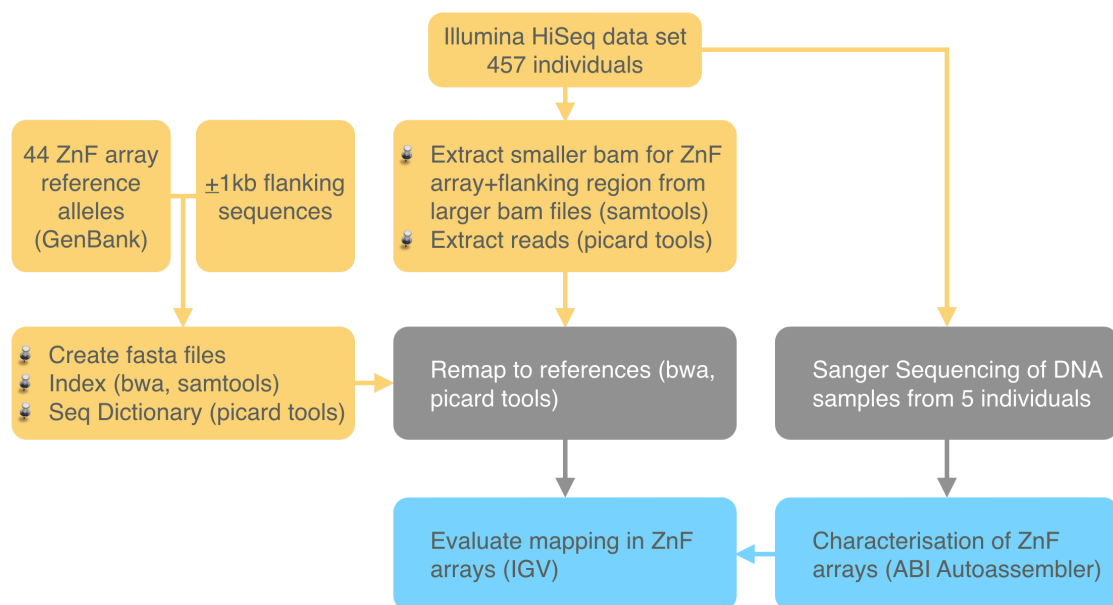 Illumina HiSeq data set
457 individuals
44 ZnF array
reference
alleles
(GenBank)
±1kb flanking
sequences
Extract smaller bam for ZnF
array+flanking region from
larger bam files (samtools)
Extract reads (picard tools)
Create fasta files
Index (bwa, samtools)
Seq Dictionary (picard tools)
Remap to references (bwa,
picard tools)
Sanger Sequencing of DNA
samples from 5 individuals
Evaluate mapping in ZnF
arrays (IGV)
Characterisation of ZnF
arrays (ABI Autoassembler)